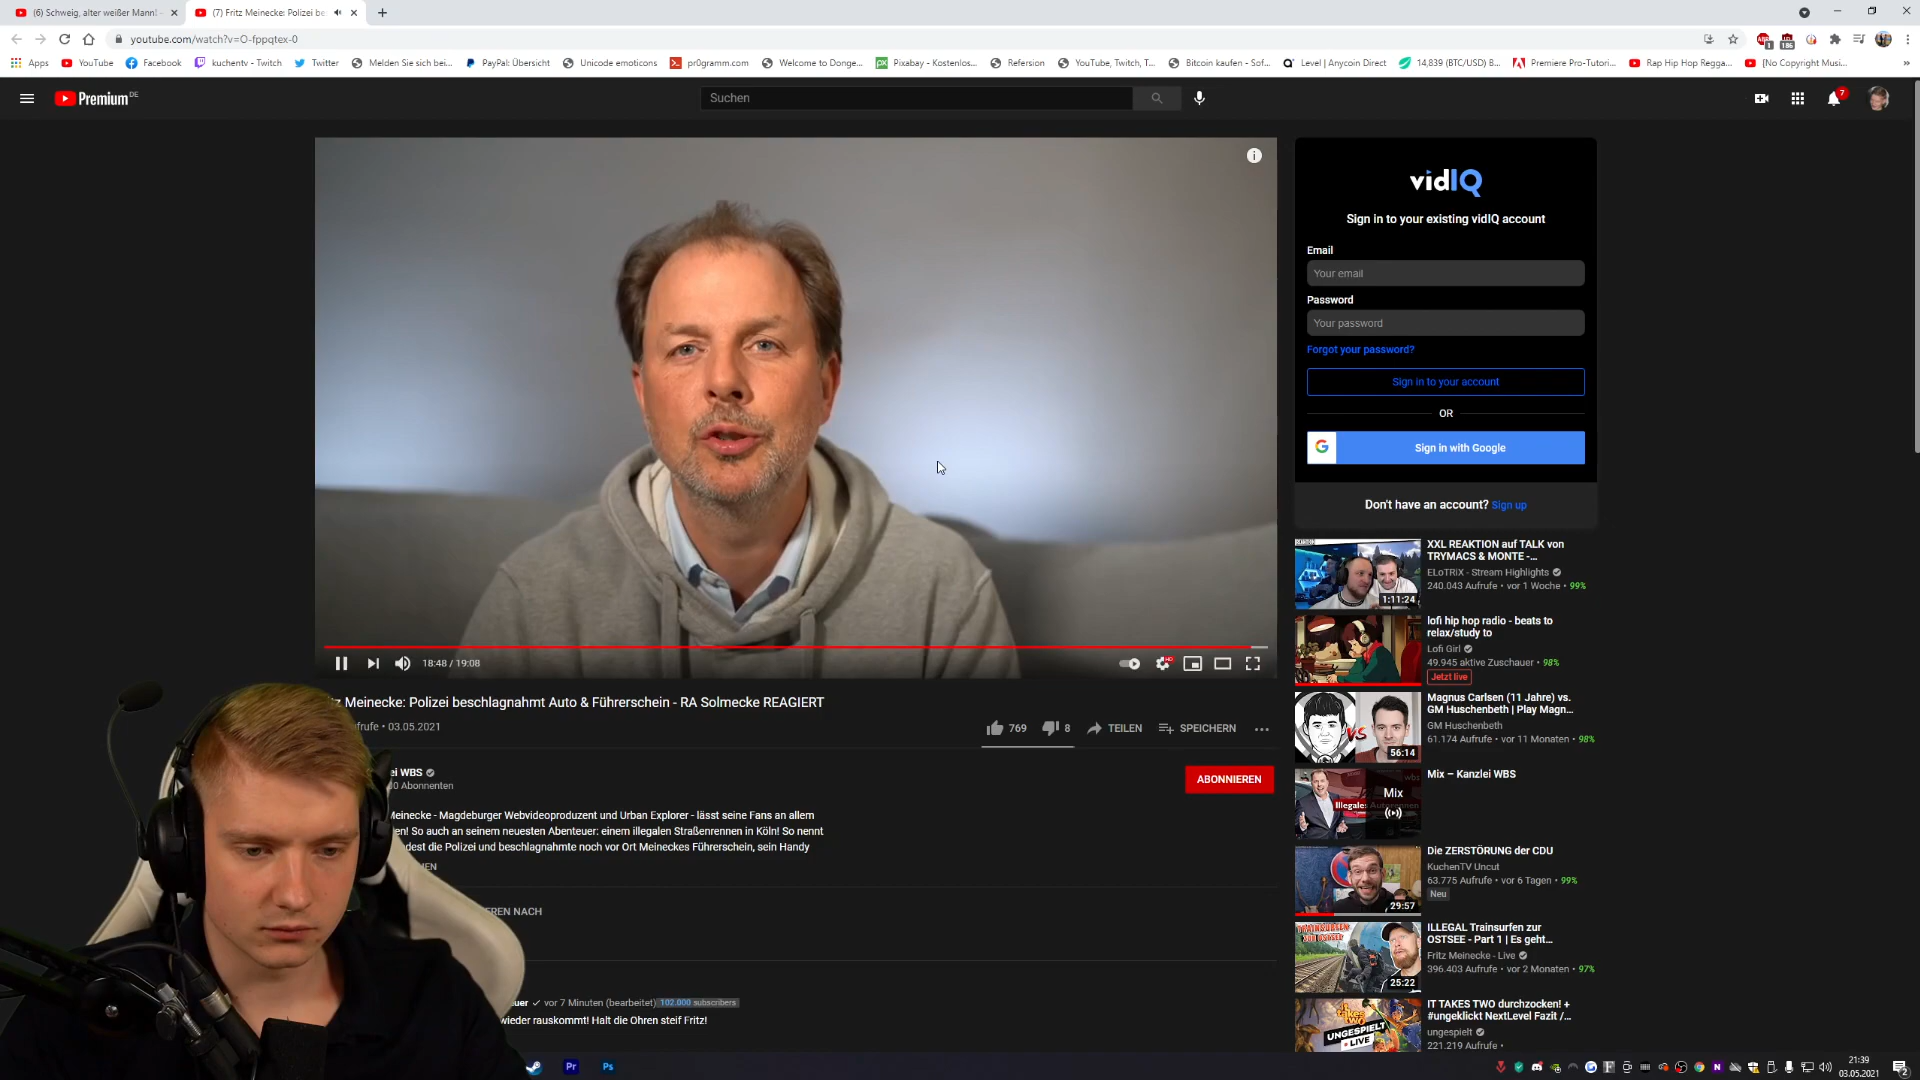 (6) Schweig, alter weißer Mann! -
(7) Fritz Meinecke: Polizei be
youtube.com/watch?v=O-fppqtex-0
Apps YouTube Facebook kuchentv - Twitch Twitter Melden Sie sich bei... PayPal: Übersicht Unicode emoticons pr0gramm.com Welcome to Donge... Pixabay - Kostenlos... Refersion YouTube, Twitch, T... Bitcoin kaufen - Sof... Level | Anycoin Direct 14,839 (BTC/USD) B... Premiere Pro-Tutori... Rap Hip Hop Regga... [No Copyright Musi...
Premium DE
Suchen
7
vidIQ
Sign in to your existing vidIQ account
Email
Your email
Password
Your password
Forgot your password?
Sign in to your account
OR
G Sign in with Google
Don't have an account? Sign up
18:48 / 19:08
Meinecke: Polizei beschlagnahmt Auto & Führerschein - RA Solmecke REAGIERT
ufrufe • 03.05.2021
769 8 TEILEN SPEICHERN
ei WBS
00 Abonnenten
ABONNIEREN
Meinecke - Magdeburger Webvideoproduzent und Urban Explorer - lässt seine Fans an allem
en! So auch an seinem neuesten Abenteuer: einem illegalen Straßenrennen in Köln! So nennt
ndest die Polizei und beschlagnahmte noch vor Ort Meineckes Führerschein, sein Handy
EREN NACH
euer ✓ vor 7 Minuten (bearbeitet) 102.000 subscribers
wieder rauskommt! Halt die Ohren steif Fritz!
XXL REAKTION auf TALK von
TRYMACS & MONTE -...
ELoTRiX - Stream Highlights
240.043 Aufrufe • vor 1 Woche • 99%
1:11:24
lofi hip hop radio - beats to
relax/study to
Lofi Girl
49.945 aktive Zuschauer • 98%
Jetzt live
Magnus Carlsen (11 Jahre) vs.
GM Huschenbeth | Play Magn...
GM Huschenbeth
61.174 Aufrufe • vor 11 Monaten • 98%
VS
56:14
Mix – Kanzlei WBS
Mix
Die ZERSTÖRUNG der CDU
KuchenTV Uncut
63.775 Aufrufe • vor 6 Tagen • 99%
Neu
29:57
ILLEGAL Trainsurfen zur
OSTSEE - Part 1 | Es geht...
Fritz Meinecke - Live
396.403 Aufrufe • vor 2 Monaten • 97%
25:22
IT TAKES TWO durchzocken! +
#ungeklickt NextLevel Fazit /...
ungespielt
221.219 Aufrufe •
it takes two
UNGESPIELT
LIVE
Pr Ps
21:39
03.05.2021